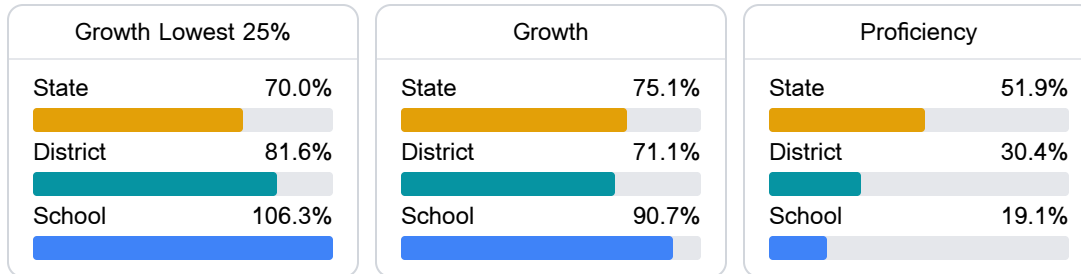 Growth Lowest 25%
State 70.0%
District 81.6%
School 106.3%
Growth
State 75.1%
District 71.1%
School 90.7%
Proficiency
State 51.9%
District 30.4%
School 19.1%